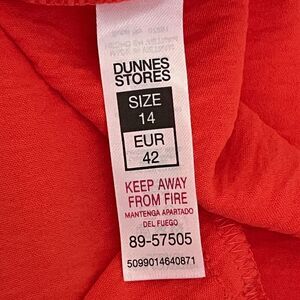 DUNNES
STORES
SIZE
14
EUR
42
KEEP AWAY
FROM FIRE
MANTENGA APARTADO
DEL FUEGO
89-57505
5099014640871